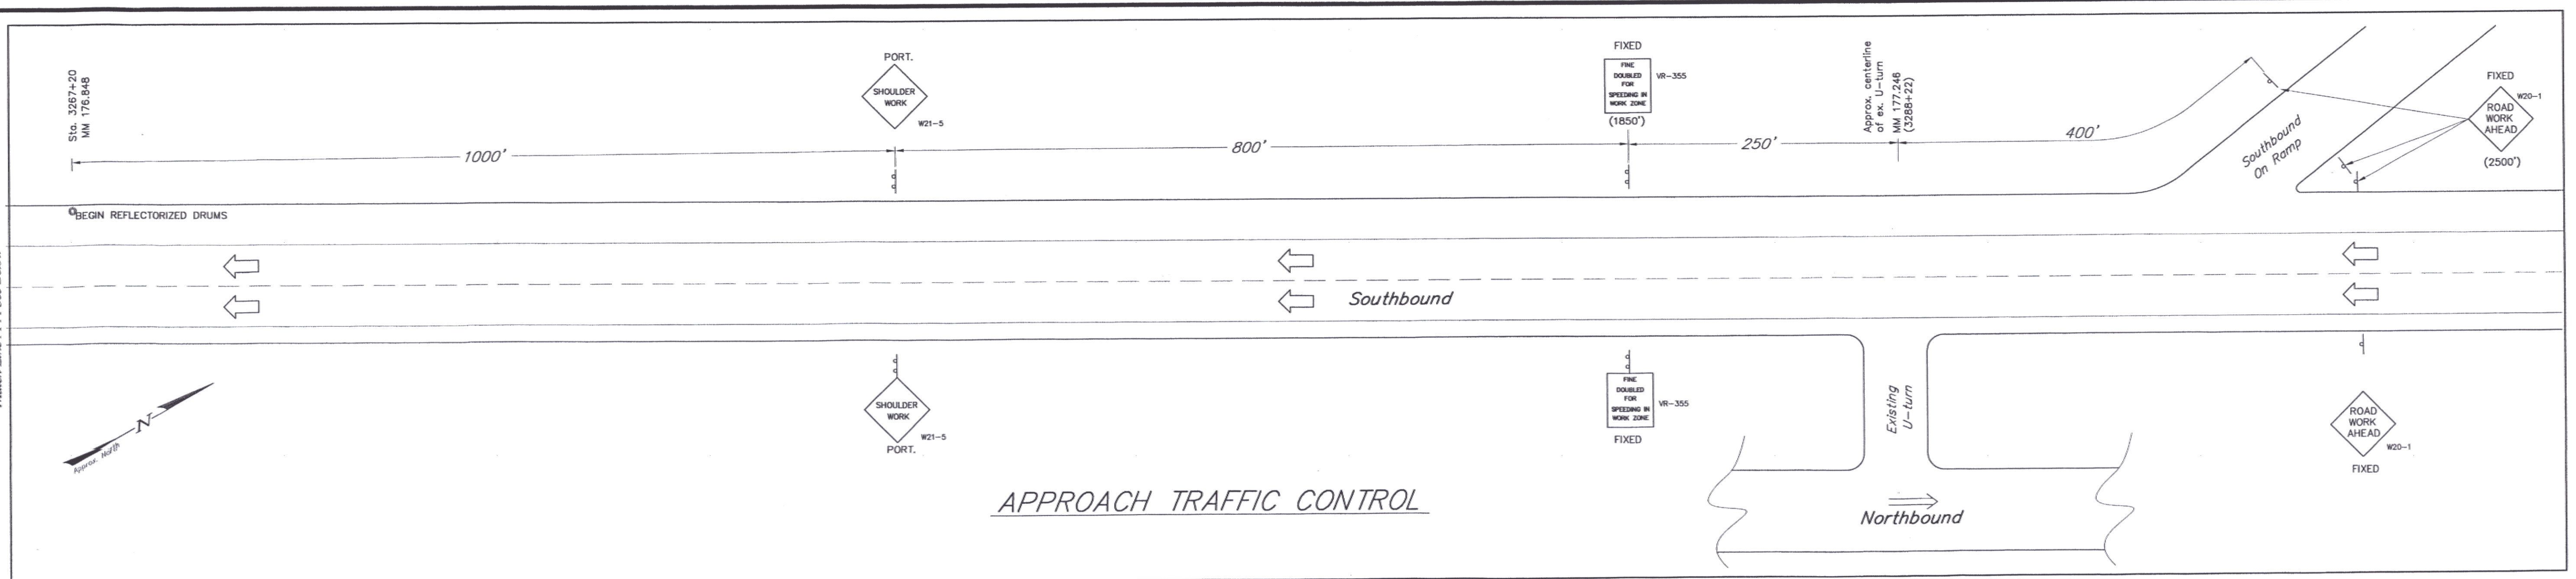 Sta. 3267+20
MM 176.848
PORT.
SHOULDER
WORK
W21-5
FIXED
FINE
DOUBLED
FOR
SPEEDING IN
WORK ZONE
VR-355
(1850')
Approx. centerline
of ex. U-turn
MM 177.246
(3288+22)
FIXED
W20-1
ROAD
WORK
AHEAD
(2500')
1000'
800'
250'
400'
Southbound
On Ramp
BEGIN REFLECTORIZED DRUMS
Southbound
N
Approx. North
SHOULDER
WORK
W21-5
PORT.
FINE
DOUBLED
FOR
SPEEDING IN
WORK ZONE
VR-355
FIXED
Existing
U-turn
ROAD
WORK
AHEAD
W20-1
FIXED
APPROACH TRAFFIC CONTROL
Northbound